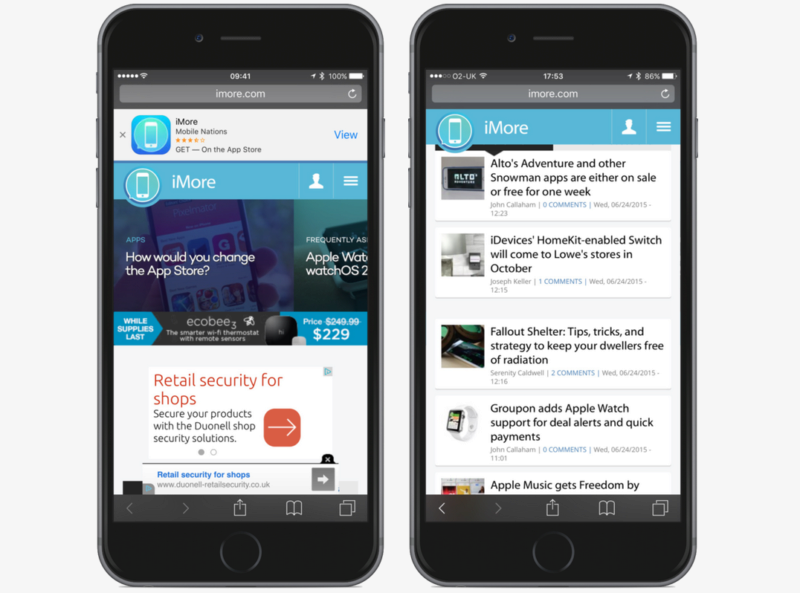 09:41
100%
imore.com
iMore
Mobile Nations
GET — On the App Store
View
iMore
APPS
How would you change
the App Store?
FREQUENTLY AS
Apple Wat
watchOS 2
WHILE
SUPPLIES
LAST
ecobee3
The smarter wi-fi thermostat
with remote sensors
Price $249.99
$229
Retail security for
shops
Secure your products
with the Duonell shop
security solutions.
Retail security for shops
www.duonell-retailsecurity.co.uk
O2-UK
17:53
86%
imore.com
iMore
ALTO'S
ADVENTURE
Alto's Adventure and other
Snowman apps are either on sale
or free for one week
John Callaham | 0 COMMENTS | Wed, 06/24/2015 -
12:23
iDevices' HomeKit-enabled Switch
will come to Lowe's stores in
October
Joseph Keller | 1 COMMENTS | Wed, 06/24/2015 -
12:15
Fallout Shelter: Tips, tricks, and
strategy to keep your dwellers free
of radiation
Serenity Caldwell | 2 COMMENTS | Wed, 06/24/2015 -
12:16
Groupon adds Apple Watch
support for deal alerts and quick
payments
John Callaham | 0 COMMENTS | Wed, 06/24/2015 -
11:01
Apple Music gets Freedom by